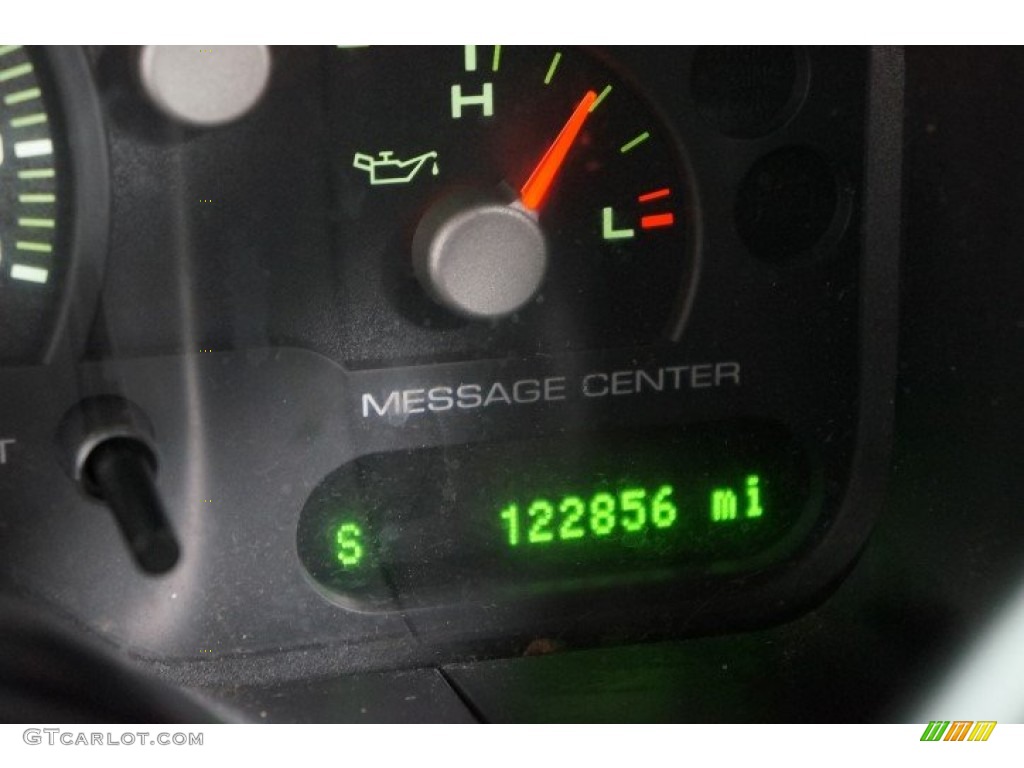 H
L
MESSAGE CENTER
T
S 122856 mi
GTCARLOT.COM